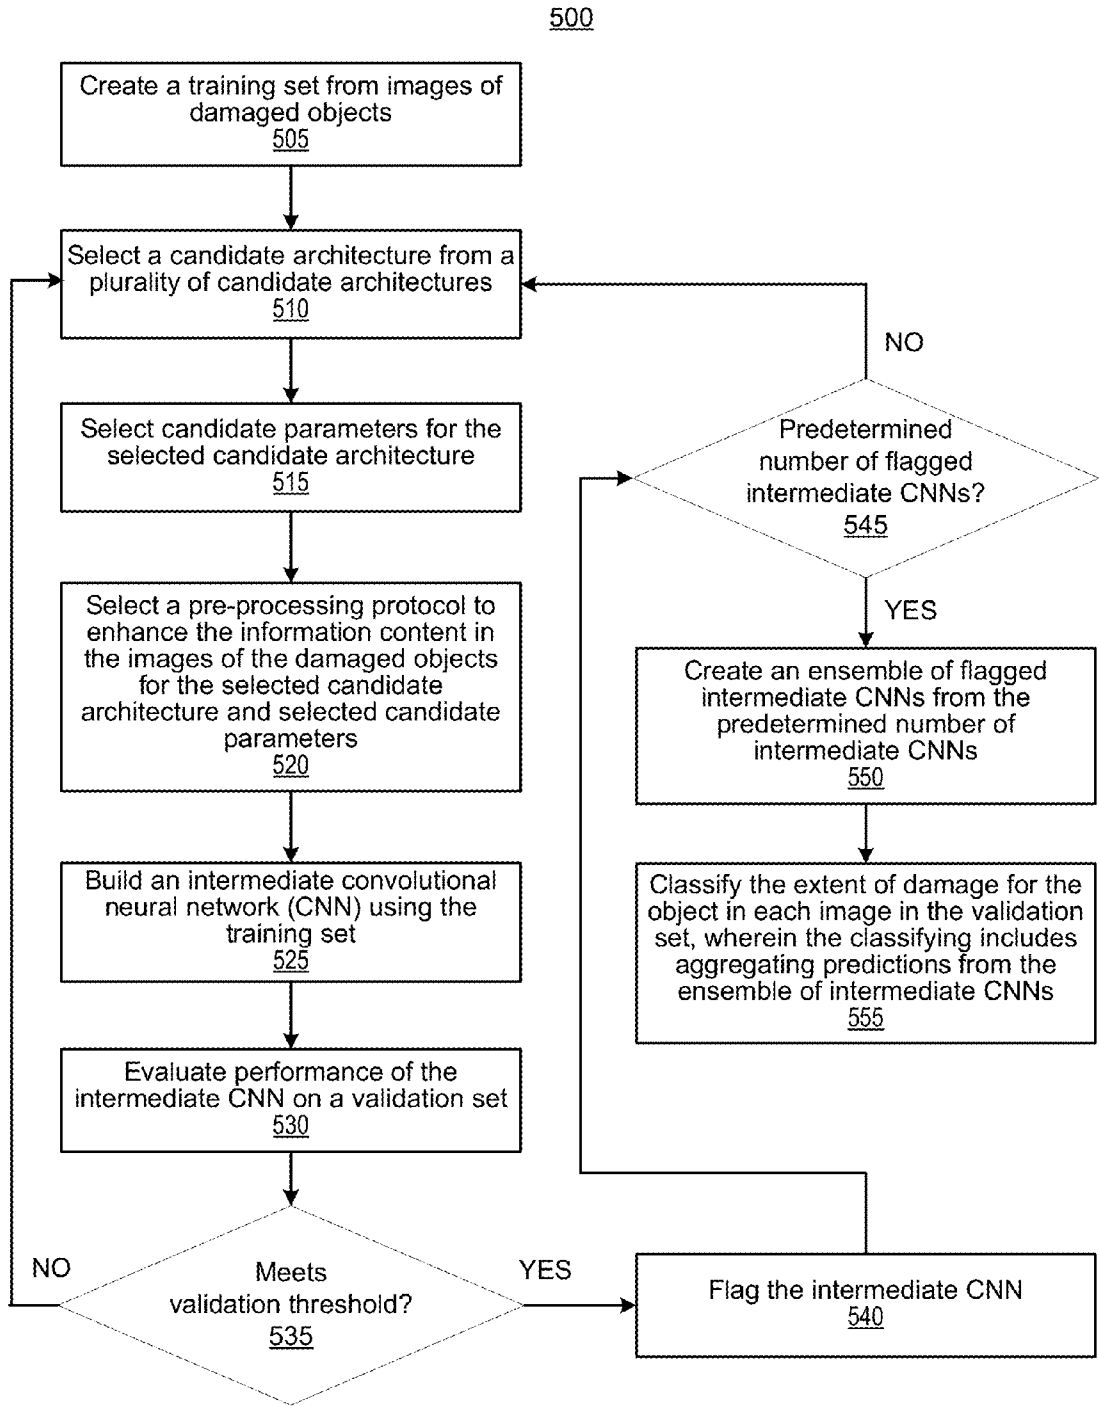 500
Create a training set from images of
damaged objects
505
Select a candidate architecture from a
plurality of candidate architectures
510
Select candidate parameters for the
selected candidate architecture
515
Select a pre-processing protocol to
enhance the information content in
the images of the damaged objects
for the selected candidate
architecture and selected candidate
parameters
520
Build an intermediate convolutional
neural network (CNN) using the
training set
525
Evaluate performance of the
intermediate CNN on a validation set
530
NO
Meets
validation threshold?
535
YES
Flag the intermediate CNN
540
NO
Predetermined
number of flagged
intermediate CNNs?
545
YES
Create an ensemble of flagged
intermediate CNNs from the
predetermined number of
intermediate CNNs
550
Classify the extent of damage for the
object in each image in the validation
set, wherein the classifying includes
aggregating predictions from the
ensemble of intermediate CNNs
555